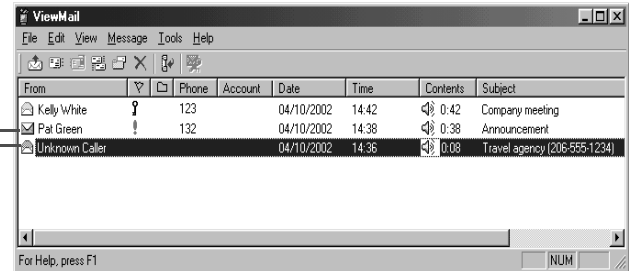 ViewMail
File Edit View Message Tools Help
From Phone Account Date Time Contents Subject
Kelly White 123 04/10/2002 14:42 0:42 Company meeting
Pat Green 132 04/10/2002 14:38 0:38 Announcement
Unknown Caller 04/10/2002 14:36 0:08 Travel agency (206-555-1234)
For Help, press F1 NUM